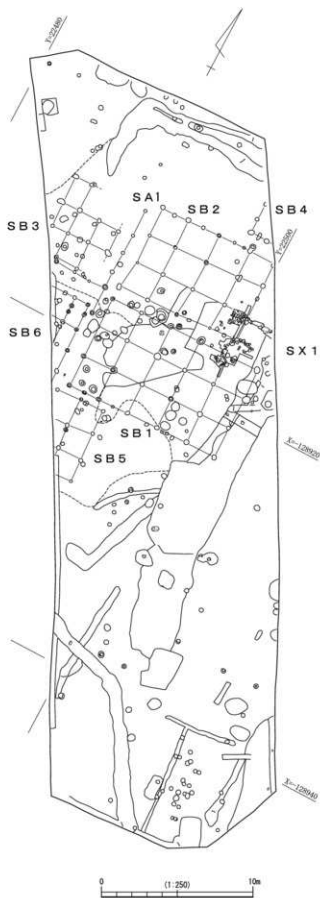 Y=-22480
SA1
SB2
SB4
SB3
Y=-22500
SB6
SX1
X=-128920
SB1
SB5
X=-128940
0 (1:250) 10m